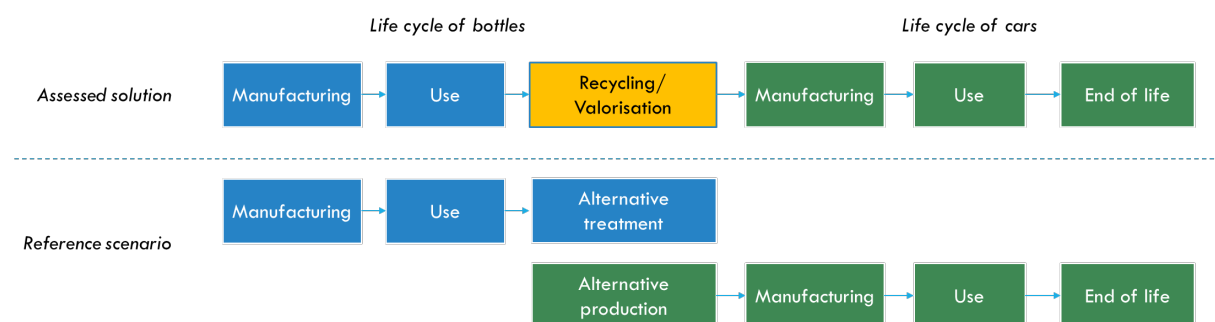 Life cycle of bottles
Life cycle of cars
Assessed solution
Manufacturing
Use
Recycling/
Valorisation
Manufacturing
Use
End of life
Reference scenario
Manufacturing
Use
Alternative
treatment
Alternative
production
Manufacturing
Use
End of life